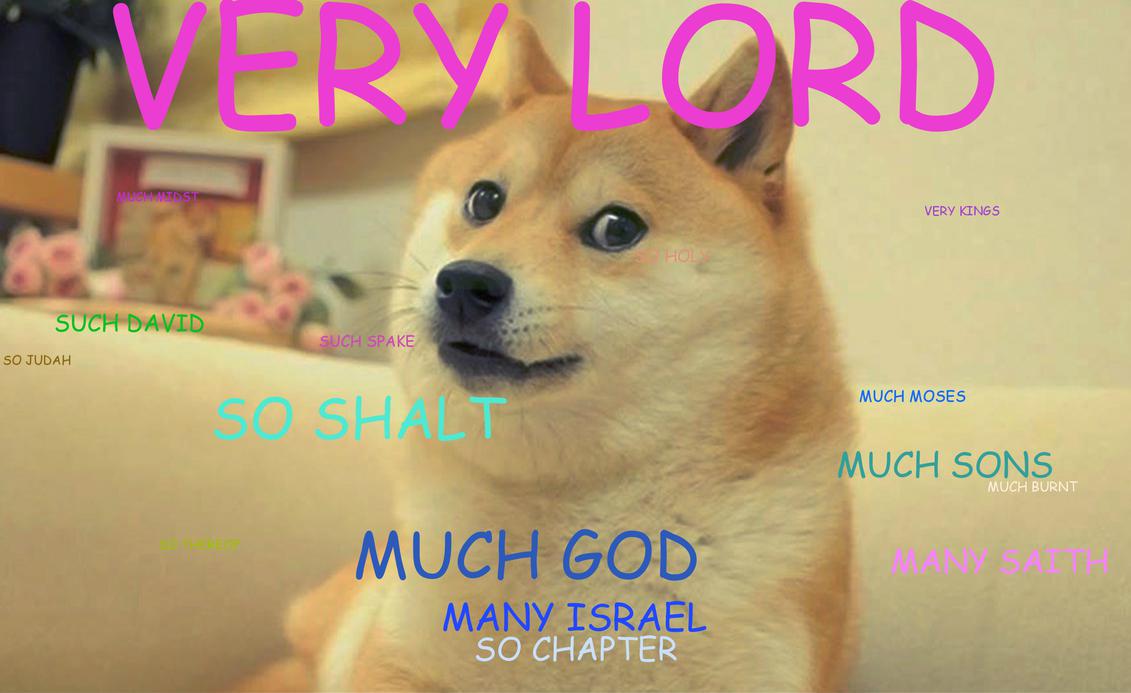 VERY LORD
MUCH MIDST
VERY KINGS
SO HOLY
SUCH DAVID
SUCH SPAKE
SO JUDAH
MUCH MOSES
SO SHALT
MUCH SONS
MUCH BURNT
SO THEREOF
MUCH GOD
MANY SAITH
MANY ISRAEL
SO CHAPTER